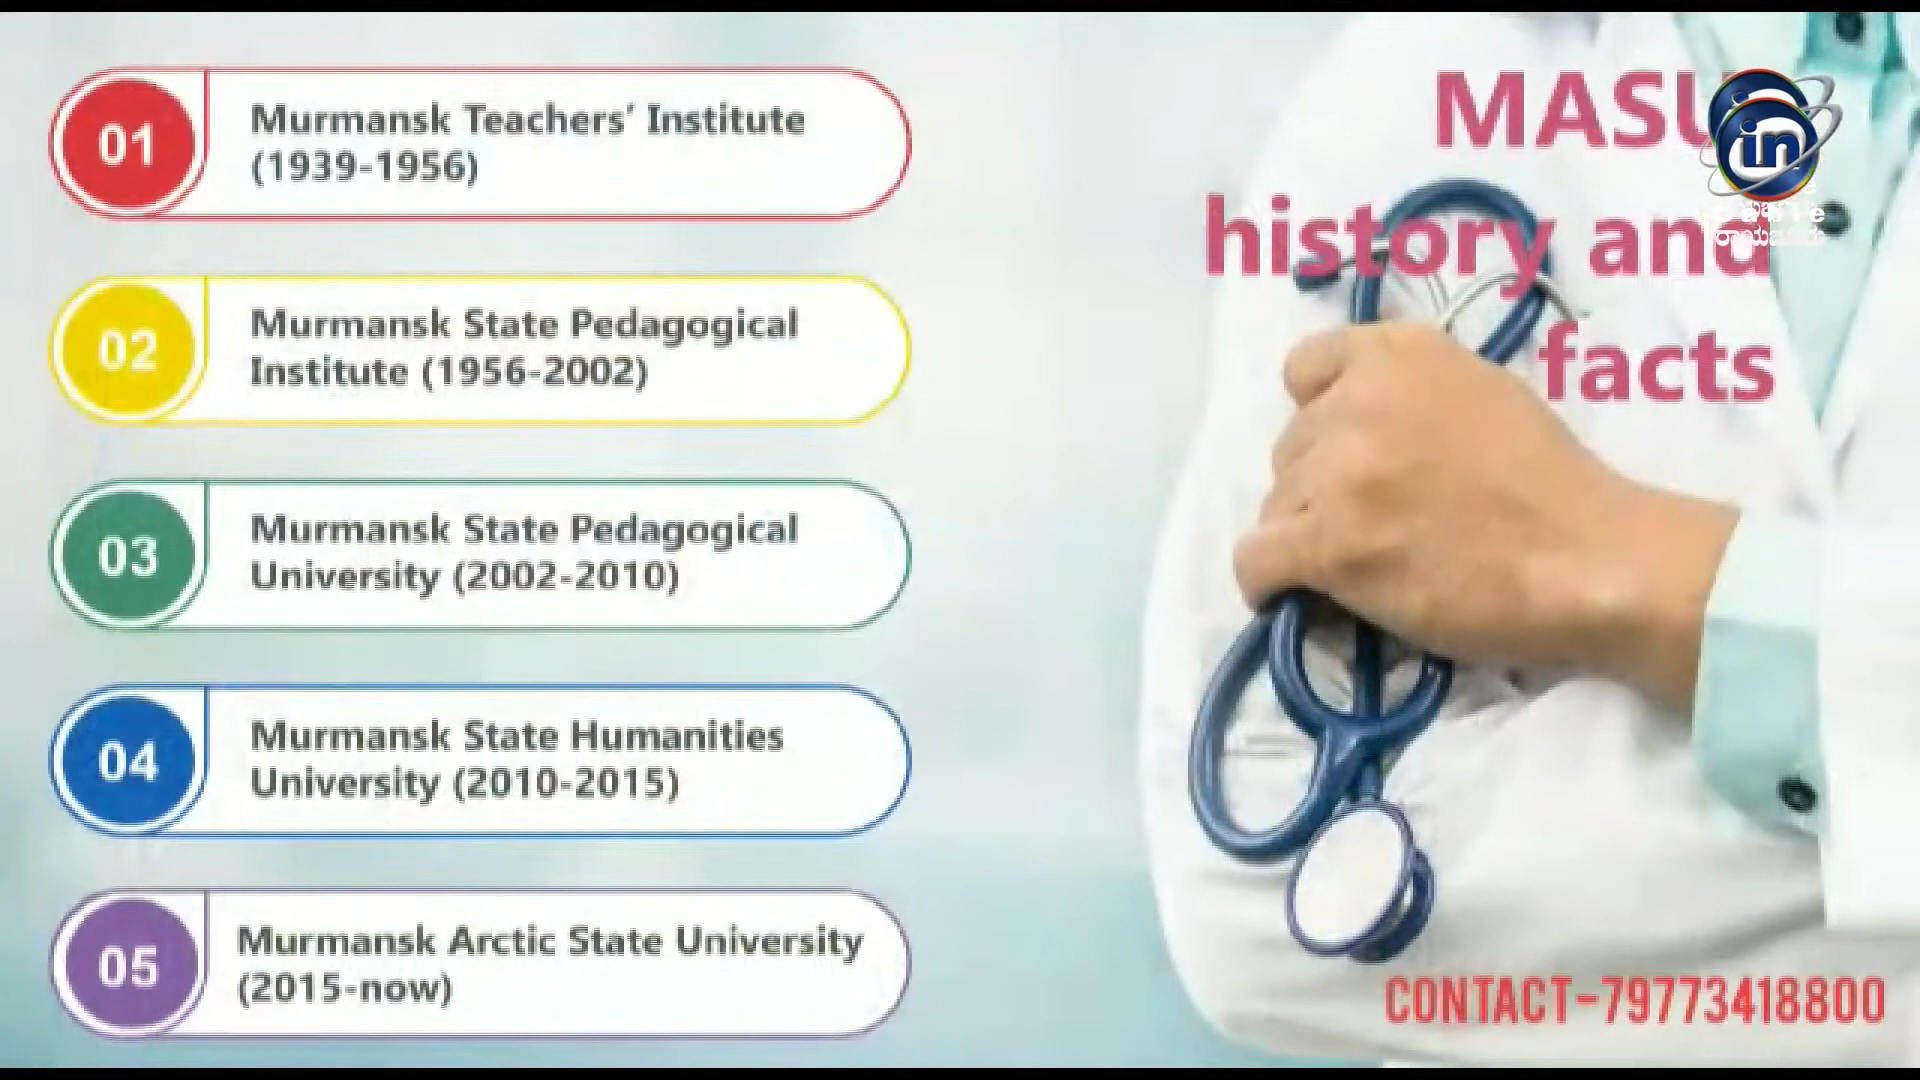 01
Murmansk Teachers’ Institute
(1939-1956)
02
Murmansk State Pedagogical
Institute (1956-2002)
03
Murmansk State Pedagogical
University (2002-2010)
04
Murmansk State Humanities
University (2010-2015)
05
Murmansk Arctic State University
(2015-now)
MASU
history and
facts
in
CONTACT-79773418800